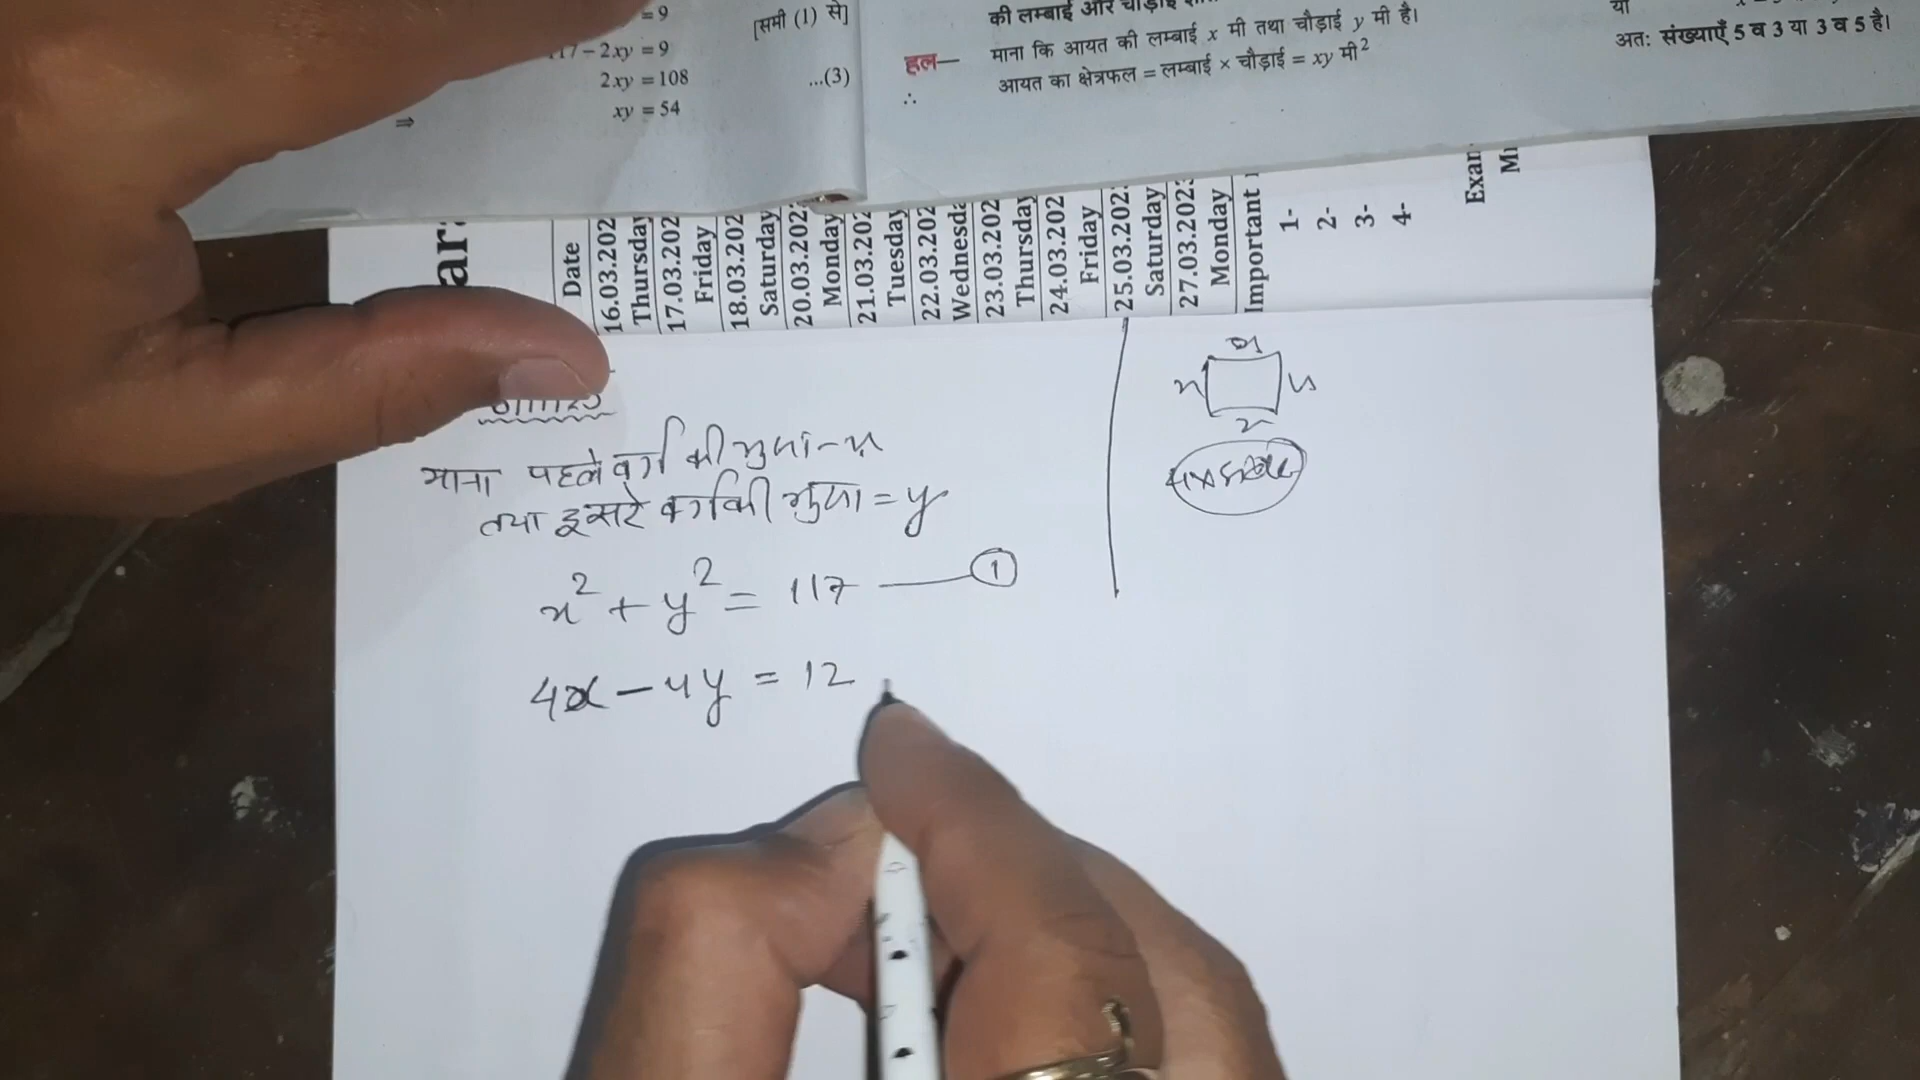 = 9
[समी (1) से]
17 − 2xy = 9
2xy = 108 ...(3)
⇒ xy = 54
की लम्बाई और चौड़ाई
हल— माना कि आयत की लम्बाई x मी तथा चौड़ाई y मी है।
∴ आयत का क्षेत्रफल = लम्बाई × चौड़ाई = xy मी²
या
अतः संख्याएँ 5 व 3 या 3 व 5 है।
Date
16.03.202
Thursday
17.03.202
Friday
18.03.202
Saturday
20.03.202
Monday
21.03.202
Tuesday
22.03.202
Wednesda
23.03.202
Thursday
24.03.202
Friday
25.03.202
Saturday
27.03.202
Monday
Important
1-
2-
3-
4-
Exan
माना पहले वर्ग की भुजा - x
तथा दूसरे वर्ग की भुजा = y
x² + y² = 117 —— ①
4x − 4y = 12
x
x
4x